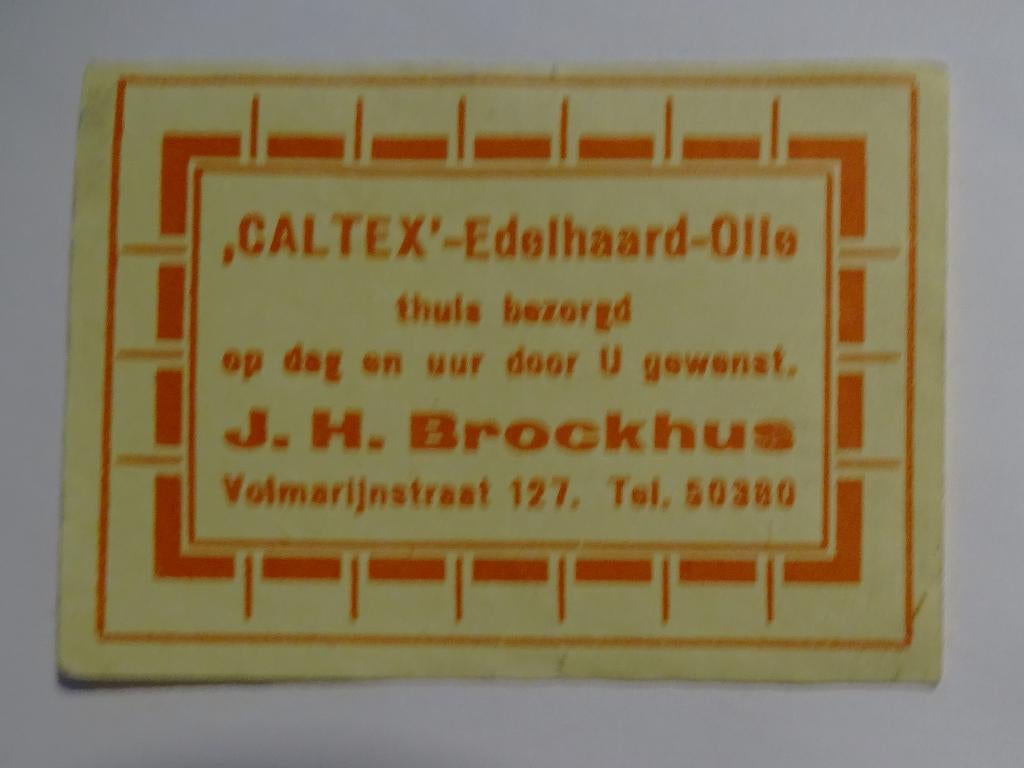 ‚CALTEX’-Edelhaard-Olie
thuis bezorgd
op dag en uur door U gewenst.
J. H. Brockhus
Volmarijnstraat 127. Tel. 50380